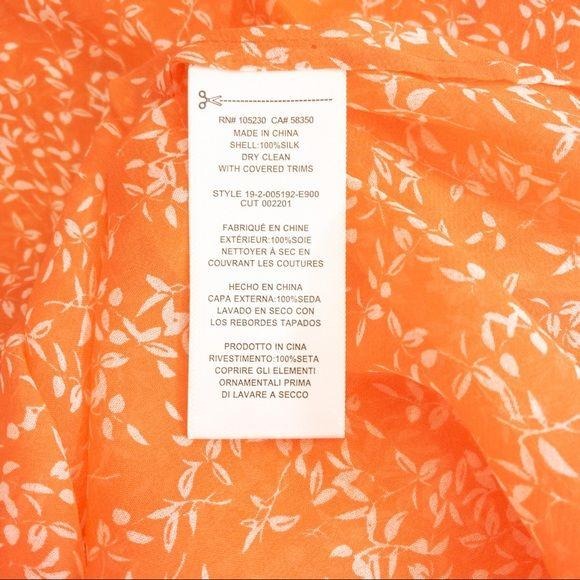 RN# 105230 CA# 58350
MADE IN CHINA
SHELL:100%SILK
DRY CLEAN
WITH COVERED TRIMS
STYLE 19-2-005192-E900
CUT 002201
FABRIQUÉ EN CHINE
EXTÉRIEUR:100%SOIE
NETTOYER À SEC EN
COUVRANT LES COUTURES
HECHO EN CHINA
CAPA EXTERNA:100%SEDA
LAVADO EN SECO CON
LOS REBORDES TAPADOS
PRODOTTO IN CINA
RIVESTIMENTO:100%SETA
COPRIRE GLI ELEMENTI
ORNAMENTALI PRIMA
DI LAVARE A SECCO